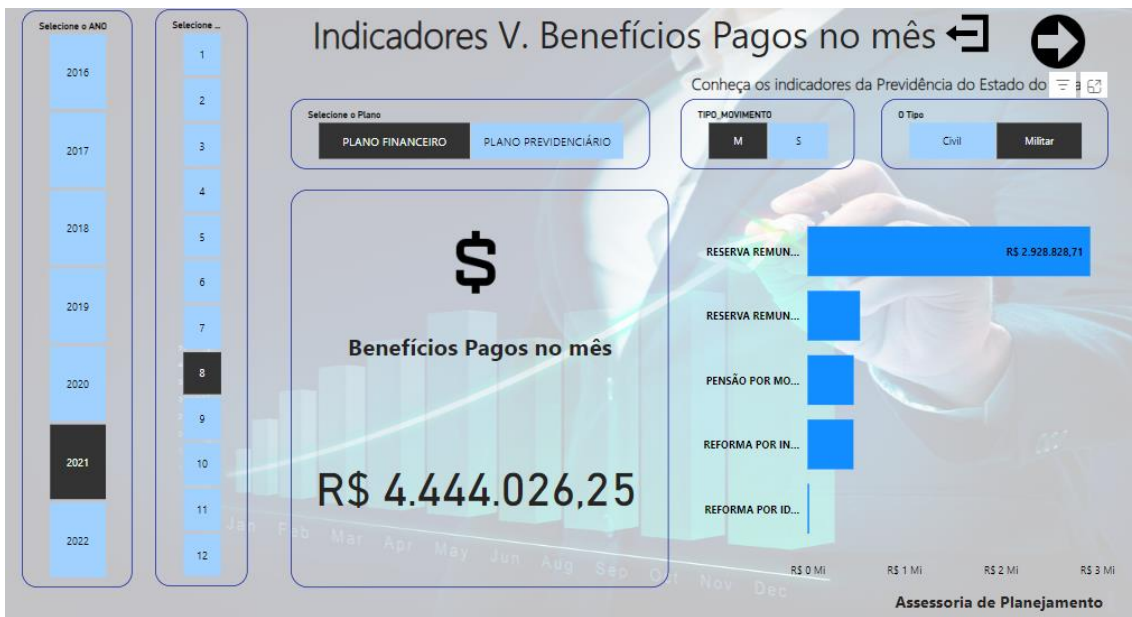 Indicadores V. Benefícios Pagos no mês
Conheça os indicadores da Previdência do Estado do
Selecione o ANO
2016
2017
2018
2019
2020
2021
2022
Selecione ...
1
2
3
4
5
6
7
8
9
10
11
12
Selecione o Plano
PLANO FINANCEIRO
PLANO PREVIDENCIÁRIO
TIPO_MOVIMENTO
M
S
O Tipo
Civil
Militar
$
Benefícios Pagos no mês
R$ 4.444.026,25
RESERVA REMUN...
R$ 2.928.828,71
RESERVA REMUN...
PENSÃO POR MO...
REFORMA POR IN...
REFORMA POR ID...
R$ 0 Mi
R$ 1 Mi
R$ 2 Mi
R$ 3 Mi
Jan Feb Mar Apr May Jun Aug Sep Oct Nov Dec
Assessoria de Planejamento